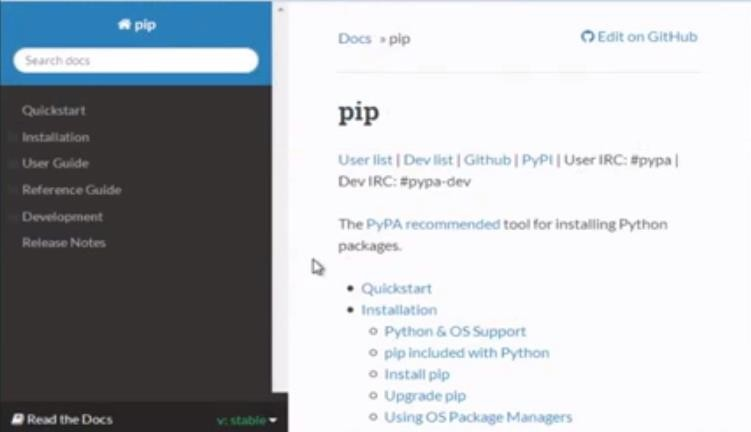 pip
Search docs
Quickstart
Installation
User Guide
Reference Guide
Development
Release Notes
Read the Docs
v: stable
Docs » pip
Edit on GitHub
pip
User list | Dev list | Github | PyPI | User IRC: #pypa |
Dev IRC: #pypa-dev
The PyPA recommended tool for installing Python
packages.
Quickstart
Installation
Python & OS Support
pip included with Python
Install pip
Upgrade pip
Using OS Package Managers